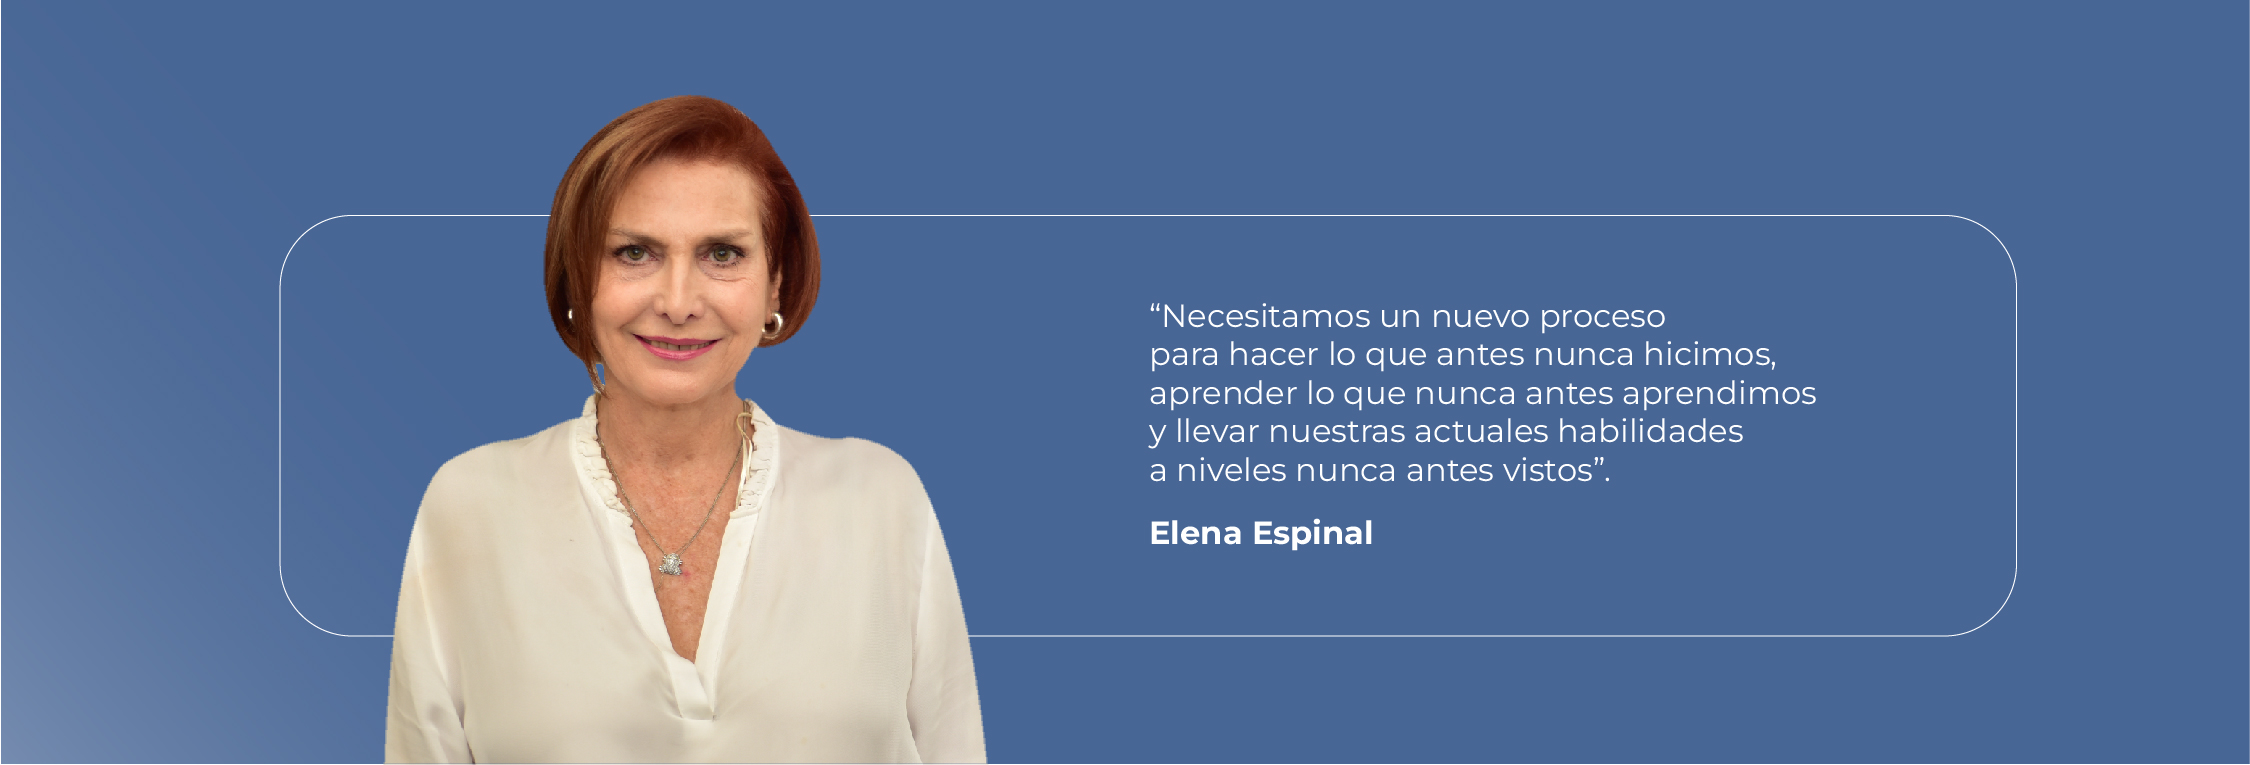 “Necesitamos un nuevo proceso
para hacer lo que antes nunca hicimos,
aprender lo que nunca antes aprendimos
y llevar nuestras actuales habilidades
a niveles nunca antes vistos”.
Elena Espinal